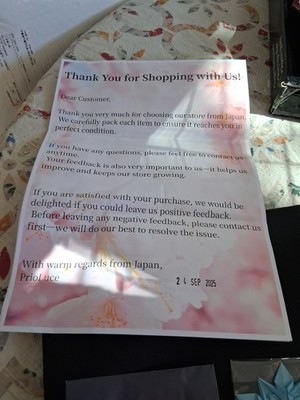 Thank You for Shopping with Us!
Dear Customer,
Thank you very much for choosing our store from Japan.
We carefully pack each item to ensure it reaches you in
perfect condition.
If you have any questions, please feel free to contact us
anytime.
Your feedback is also very important to us—it helps us
improve and keeps our store growing.
If you are satisfied with your purchase, we would be
delighted if you could leave us positive feedback.
Before leaving any negative feedback, please contact us
first—we will do our best to resolve the issue.
With warm regards from Japan,
PrioLuce
24 SEP 2025